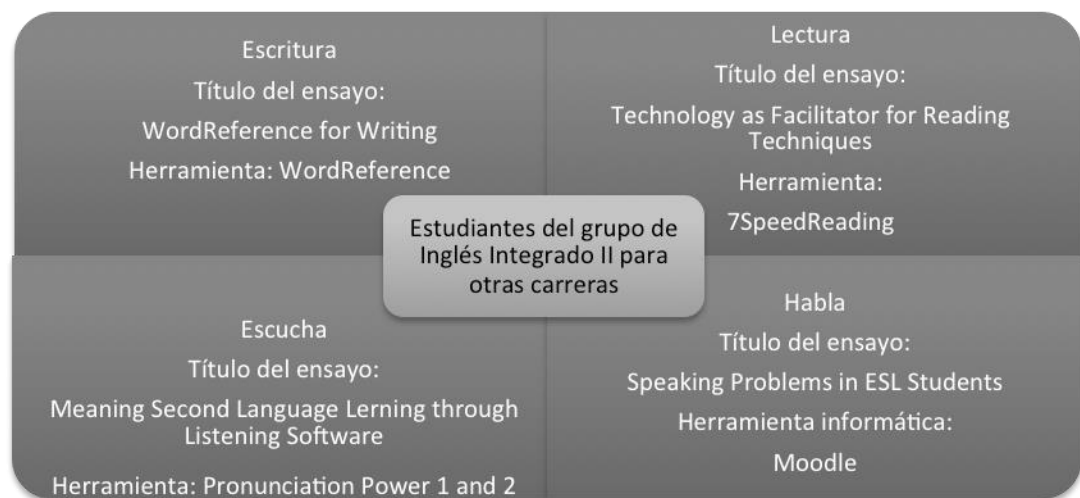 Escritura
Título del ensayo:
WordReference for Writing
Herramienta: WordReference
Lectura
Título del ensayo:
Technology as Facilitator for Reading
Techniques
Herramienta:
7SpeedReading
Estudiantes del grupo de
Inglés Integrado II para
otras carreras
Escucha
Título del ensayo:
Meaning Second Language Lerning through
Listening Software
Herramienta: Pronunciation Power 1 and 2
Habla
Título del ensayo:
Speaking Problems in ESL Students
Herramienta informática:
Moodle